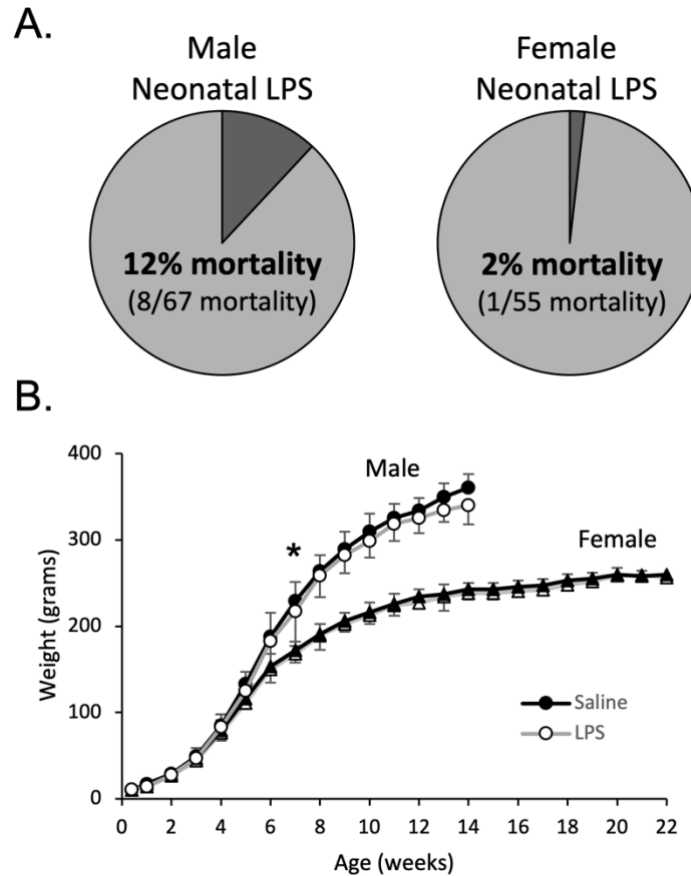 A.
Male
Neonatal LPS
12% mortality
(8/67 mortality)
Female
Neonatal LPS
2% mortality
(1/55 mortality)
B.
Weight (grams)
400
300
200
100
0
Male
*
Female
Saline
LPS
0 2 4 6 8 10 12 14 16 18 20 22
Age (weeks)